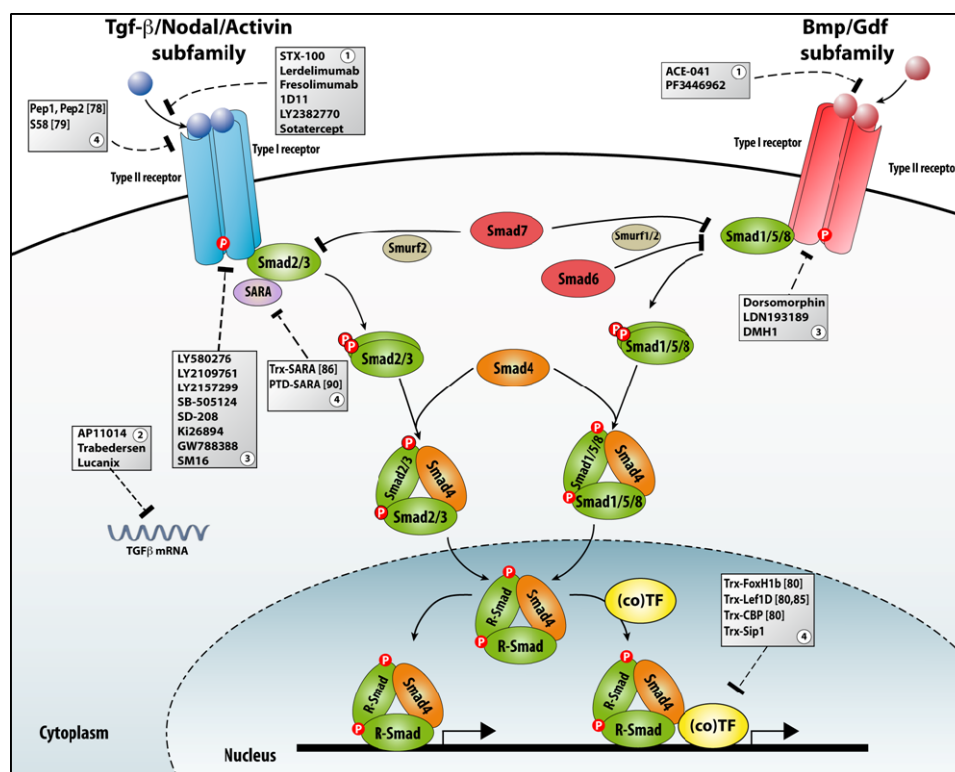 Tgf-β/Nodal/Activin
subfamily
Bmp/Gdf
subfamily
STX-100 1
Lerdelimumab
Fresolimumab
1D11
LY2382770
Sotatercept
ACE-041 1
PF3446962
Pep1, Pep2 [78]
S58 [79]
4
Type I receptor
Type II receptor
Type I receptor
Type II receptor
P
P
Smad7
Smurf2
Smurf1/2
Smad1/5/8
Smad2/3
Smad6
SARA
Dorsomorphin
LDN193189
DMH1 3
P
P
Smad2/3
P
P
Smad1/5/8
LY580276
LY2109761
LY2157299
SB-505124
SD-208
Ki26894
GW788388
SM16 3
Trx-SARA [86]
PTD-SARA [90]
4
Smad4
AP11014 2
Trabedersen
Lucanix
P
Smad2/3
Smad4
P
Smad2/3
P
Smad1/5/8
Smad4
P
Smad1/5/8
TGFβ mRNA
P
R-Smad
Smad4
P
R-Smad
(co)TF
Trx-FoxH1b [80]
Trx-Lef1D [80,85]
Trx-CBP [80]
Trx-Sip1
4
P
R-Smad
Smad4
P
R-Smad
P
R-Smad
Smad4
P
R-Smad
(co)TF
Cytoplasm
Nucleus